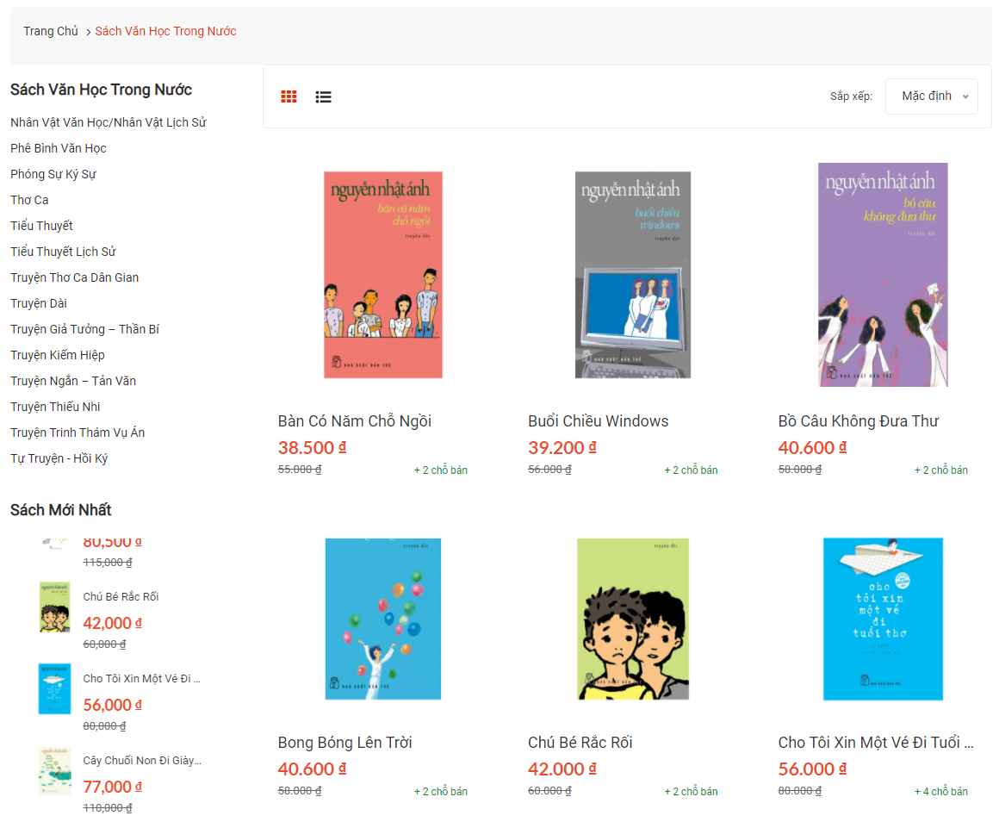 Trang Chủ > Sách Văn Học Trong Nước
Sách Văn Học Trong Nước
Nhân Vật Văn Học/Nhân Vật Lịch Sử
Phê Bình Văn Học
Phóng Sự Ký Sự
Thơ Ca
Tiểu Thuyết
Tiểu Thuyết Lịch Sử
Truyện Thơ Ca Dân Gian
Truyện Dài
Truyện Giả Tưởng – Thần Bí
Truyện Kiếm Hiệp
Truyện Ngắn – Tản Văn
Truyện Thiếu Nhi
Truyện Trinh Thám Vụ Án
Tự Truyện - Hồi Ký
Sách Mới Nhất
80,500 ₫
115,000 ₫
Chú Bé Rắc Rối
42,000 ₫
60,000 ₫
Cho Tôi Xin Một Vé Đi ...
56,000 ₫
80,000 ₫
Cây Chuối Non Đi Giày...
77,000 ₫
110,000 ₫
Sắp xếp:
Mặc định
nguyễn nhật ánh
bàn có năm
chỗ ngồi
truyện dài
NHÀ XUẤT BẢN TRẺ
Bàn Có Năm Chỗ Ngồi
38.500 ₫
55.000 ₫
+ 2 chỗ bán
nguyễn nhật ánh
buổi chiều
windows
truyện dài
NHÀ XUẤT BẢN TRẺ
Buổi Chiều Windows
39.200 ₫
56.000 ₫
+ 2 chỗ bán
nguyễn nhật ánh
bồ câu
không đưa thư
truyện dài
NHÀ XUẤT BẢN TRẺ
Bồ Câu Không Đưa Thư
40.600 ₫
58.000 ₫
+ 2 chỗ bán
truyện dài
NHÀ XUẤT BẢN TRẺ
Bong Bóng Lên Trời
40.600 ₫
58.000 ₫
+ 2 chỗ bán
truyện dài
NHÀ XUẤT BẢN TRẺ
Chú Bé Rắc Rối
42.000 ₫
60.000 ₫
+ 2 chỗ bán
cho
tôi xin
một vé
đi
tuổi thơ
truyện
NHÀ XUẤT BẢN TRẺ
Cho Tôi Xin Một Vé Đi Tuổi ...
56.000 ₫
80.000 ₫
+ 4 chỗ bán